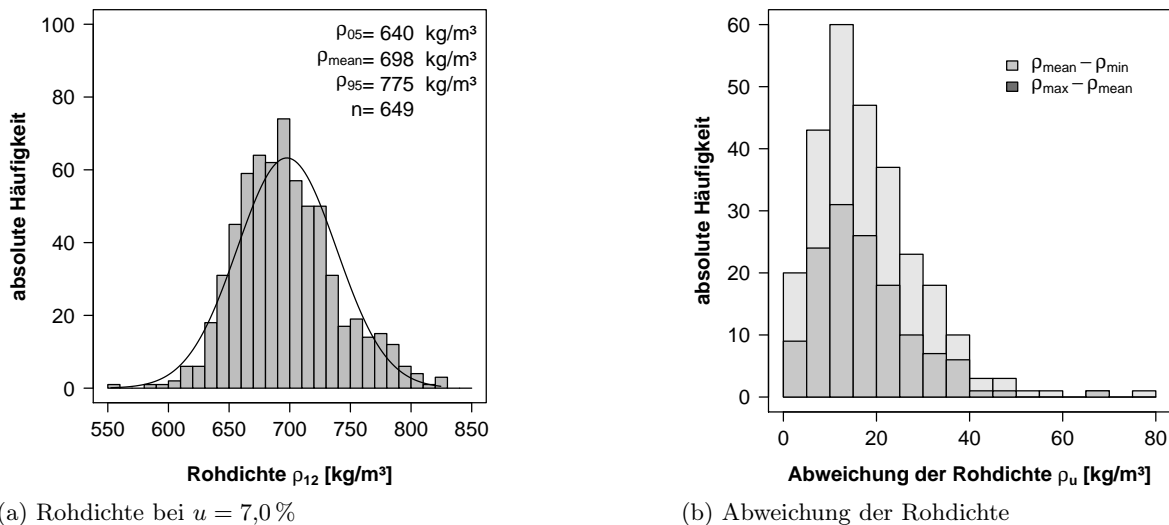 absolute Häufigkeit
100
80
60
40
20
0
ρ05= 640 kg/m³
ρmean= 698 kg/m³
ρ95= 775 kg/m³
n= 649
550 600 650 700 750 800 850
Rohdichte ρ12 [kg/m³]
(a) Rohdichte bei u = 7,0 %
absolute Häufigkeit
60
50
40
30
20
10
0
ρmean − ρmin
ρmax − ρmean
0 20 40 60 80
Abweichung der Rohdichte ρu [kg/m³]
(b) Abweichung der Rohdichte